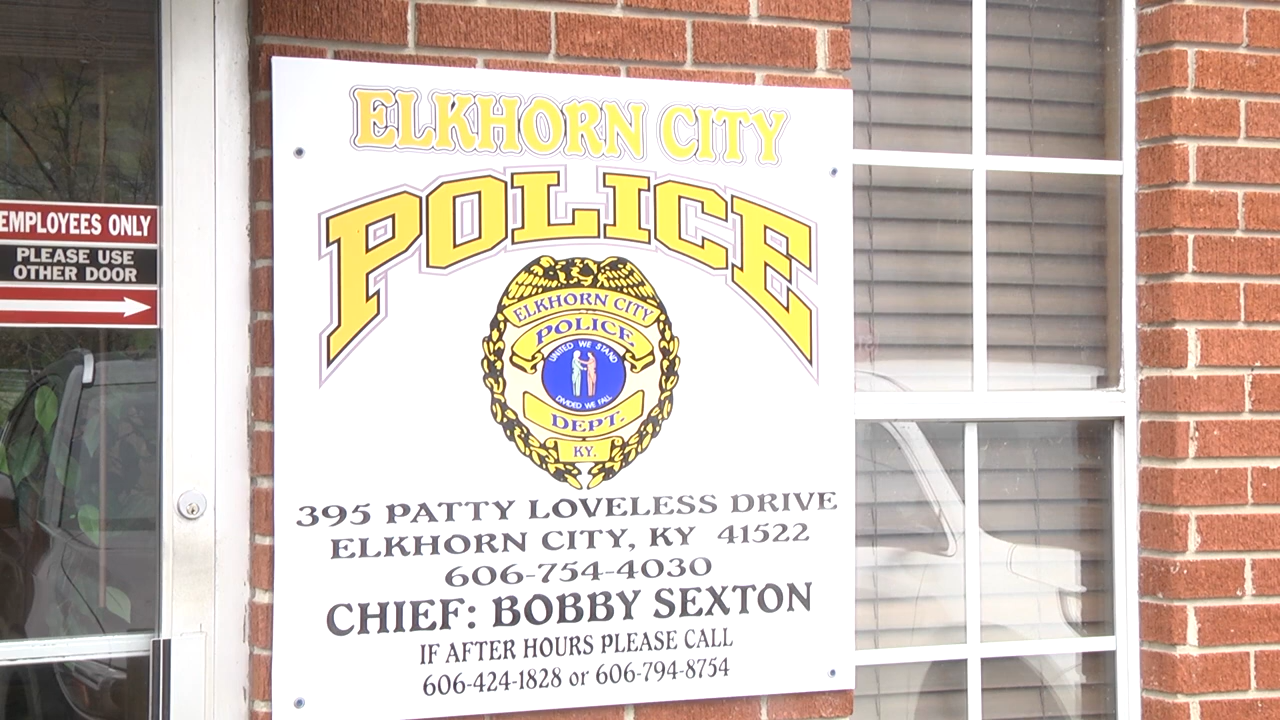 EMPLOYEES ONLY
PLEASE USE
OTHER DOOR
ELKHORN CITY
POLICE
ELKHORN CITY
POLICE
UNITED WE STAND
DIVIDED WE FALL
DEPT.
KY.
395 PATTY LOVELESS DRIVE
ELKHORN CITY, KY 41522
606-754-4030
CHIEF: BOBBY SEXTON
IF AFTER HOURS PLEASE CALL
606-424-1828 or 606-794-8754